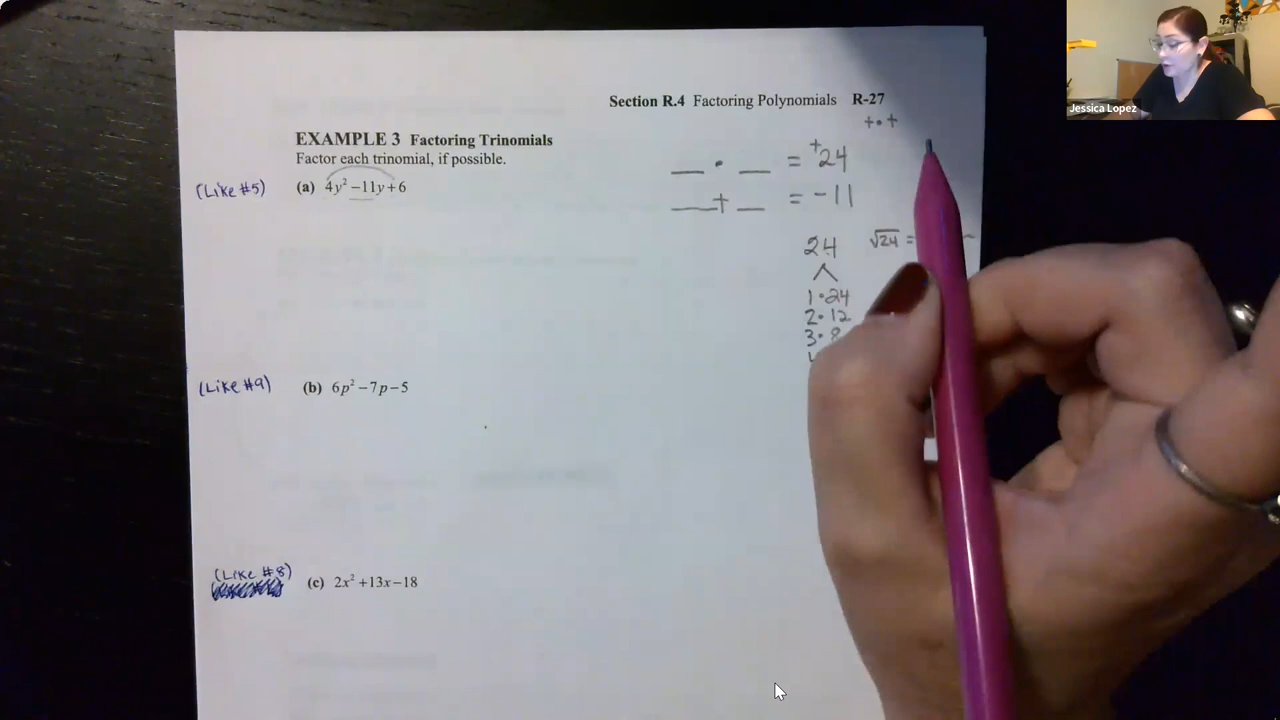 Jessica Lopez
Section R.4 Factoring Polynomials R-27
+•+
EXAMPLE 3 Factoring Trinomials
Factor each trinomial, if possible.
__ • __ = +24
(Like #5) (a) 4y² −11y+6
__+ __ = −11
24 √24 =
1•24
2•12
3•8
(Like #9) (b) 6p² −7p−5
(Like #8)
(c) 2x² +13x−18